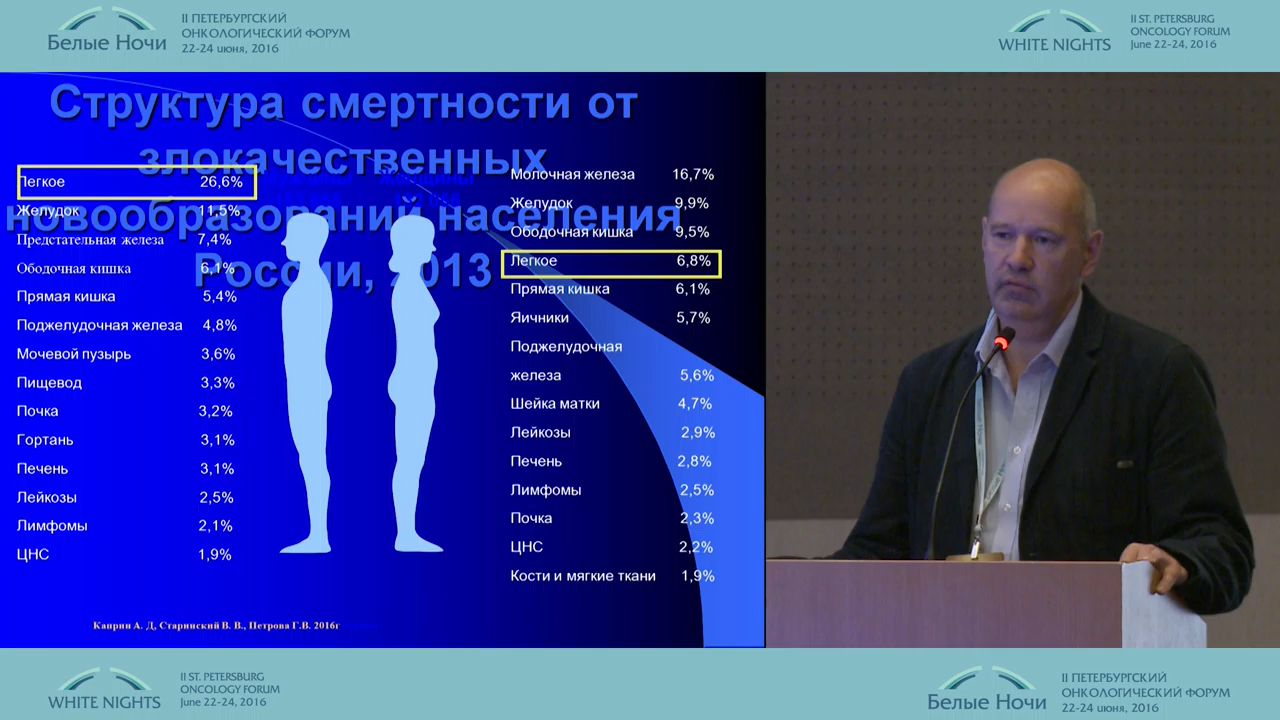 Белые Ночи
II ПЕТЕРБУРГСКИЙ
ОНКОЛОГИЧЕСКИЙ ФОРУМ
22-24 июня, 2016
WHITE NIGHTS
II ST. PETERSBURG
ONCOLOGY FORUM
June 22-24, 2016
Структура смертности от
злокачественных
новообразований населения
России, 2013
Женщины
Легкое 26,6%
Желудок 11,5%
Предстательная железа 7,4%
Ободочная кишка 6,1%
Прямая кишка 5,4%
Поджелудочная железа 4,8%
Мочевой пузырь 3,6%
Пищевод 3,3%
Почка 3,2%
Гортань 3,1%
Печень 3,1%
Лейкозы 2,5%
Лимфомы 2,1%
ЦНС 1,9%
Молочная железа 16,7%
Желудок 9,9%
Ободочная кишка 9,5%
Легкое 6,8%
Прямая кишка 6,1%
Яичники 5,7%
Поджелудочная
железа 5,6%
Шейка матки 4,7%
Лейкозы 2,9%
Печень 2,8%
Лимфомы 2,5%
Почка 2,3%
ЦНС 2,2%
Кости и мягкие ткани 1,9%
Каприн А. Д, Старинский В. В., Петрова Г.В. 2016г
WHITE NIGHTS
II ST. PETERSBURG
ONCOLOGY FORUM
June 22-24, 2016
Белые Ночи
II ПЕТЕРБУРГСКИЙ
ОНКОЛОГИЧЕСКИЙ ФОРУМ
22-24 июня, 2016